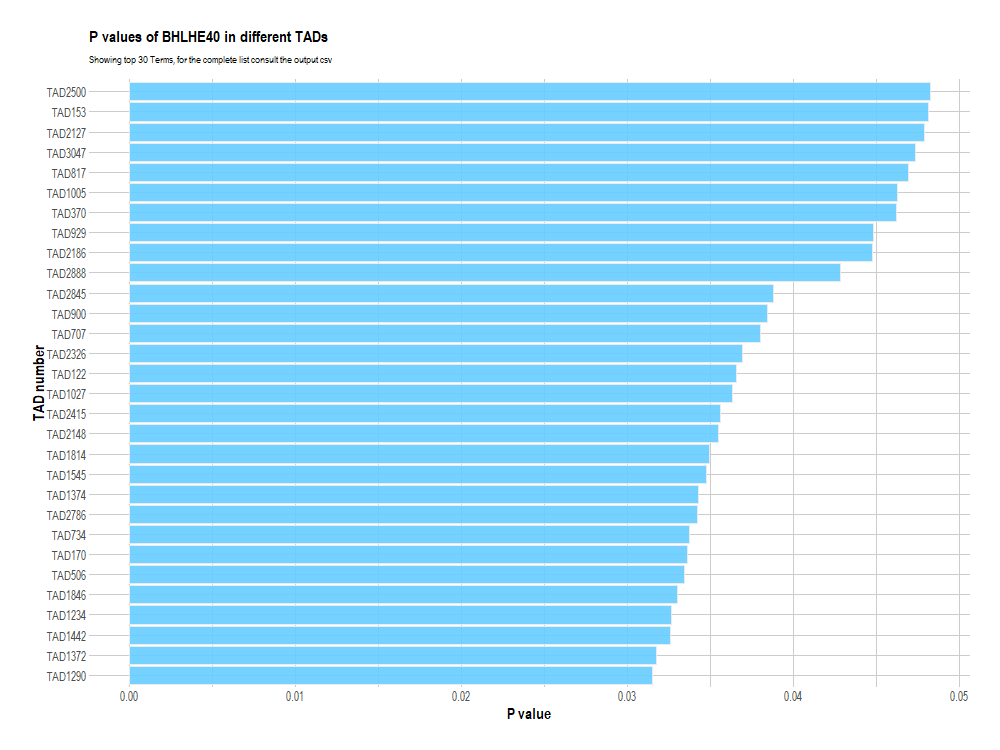 P values of BHLHE40 in different TADs
Showing top 30 Terms, for the complete list consult the output csv
TAD number
TAD2500
TAD153
TAD2127
TAD3047
TAD817
TAD1005
TAD370
TAD929
TAD2186
TAD2888
TAD2845
TAD900
TAD707
TAD2326
TAD122
TAD1027
TAD2415
TAD2148
TAD1814
TAD1545
TAD1374
TAD2786
TAD734
TAD170
TAD506
TAD1846
TAD1234
TAD1442
TAD1372
TAD1290
0.00 0.01 0.02 0.03 0.04 0.05
P value